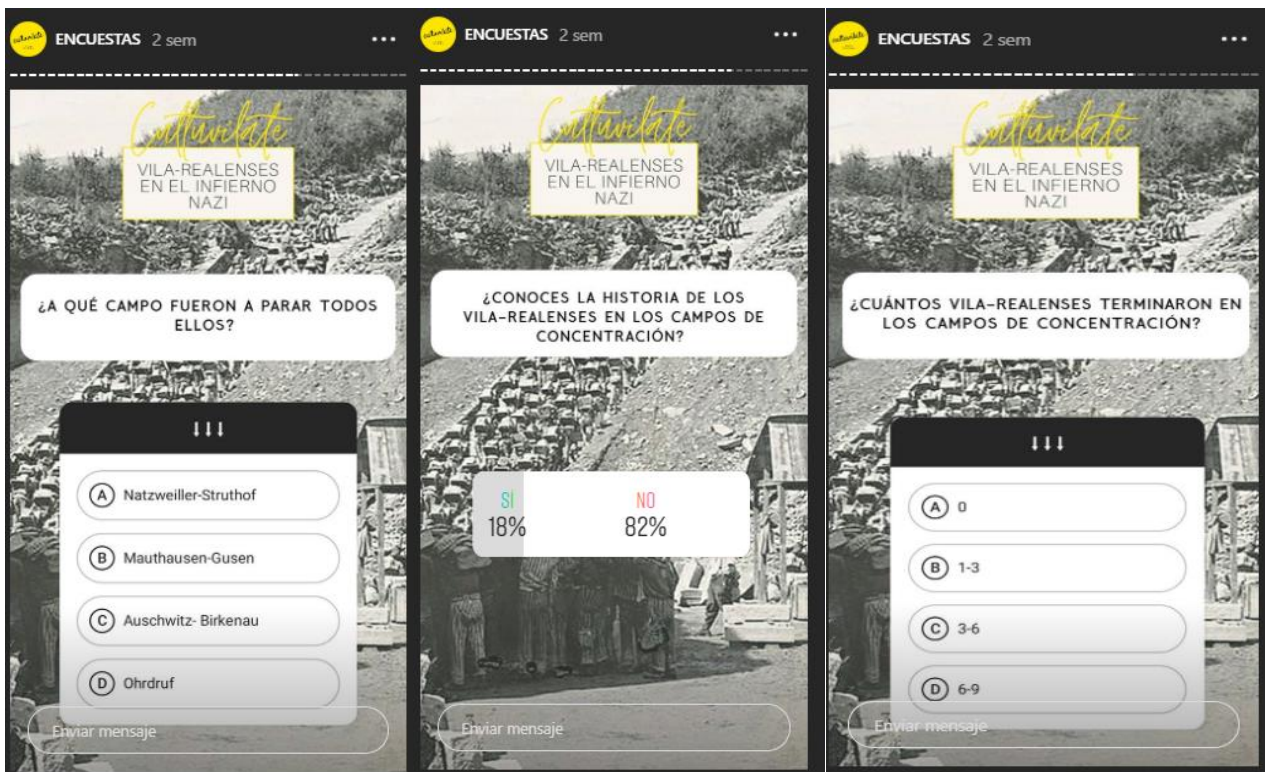 ENCUESTAS 2 sem
Cultuvilate
VILA-REALENSES
EN EL INFIERNO
NAZI
¿A QUÉ CAMPO FUERON A PARAR TODOS
ELLOS?
A Natzweiller-Struthof
B Mauthausen-Gusen
C Auschwitz- Birkenau
D Ohrdruf
Enviar mensaje
ENCUESTAS 2 sem
Cultuvilate
VILA-REALENSES
EN EL INFIERNO
NAZI
¿CONOCES LA HISTORIA DE LOS
VILA-REALENSES EN LOS CAMPOS DE
CONCENTRACIÓN?
SÍ NO
18% 82%
Enviar mensaje
ENCUESTAS 2 sem
Cultuvilate
VILA-REALENSES
EN EL INFIERNO
NAZI
¿CUÁNTOS VILA-REALENSES TERMINARON EN
LOS CAMPOS DE CONCENTRACIÓN?
A 0
B 1-3
C 3-6
D 6-9
Enviar mensaje